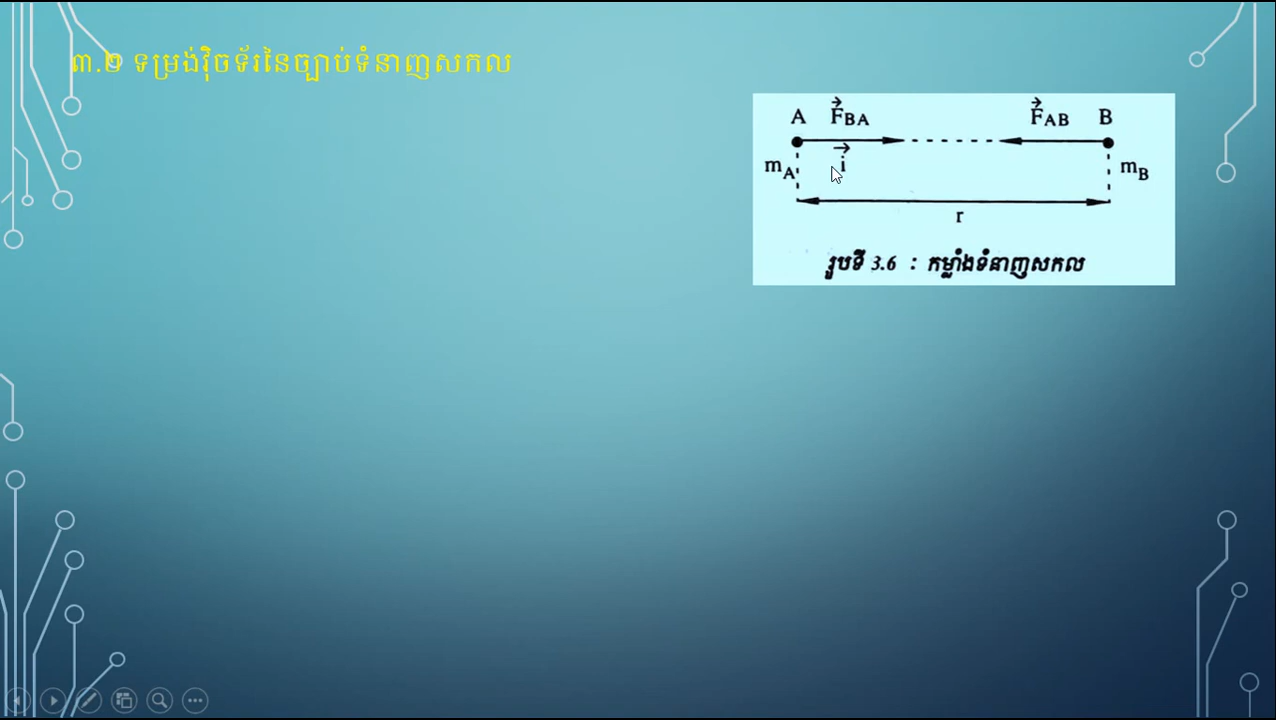 ៣.២ ទម្រង់វ៉ិចទ័រនៃច្បាប់ទំនាញសកល
A F⃗BA F⃗AB B
mA i⃗ mB
r
រូបទី 3.6 : កម្លាំងទំនាញសកល